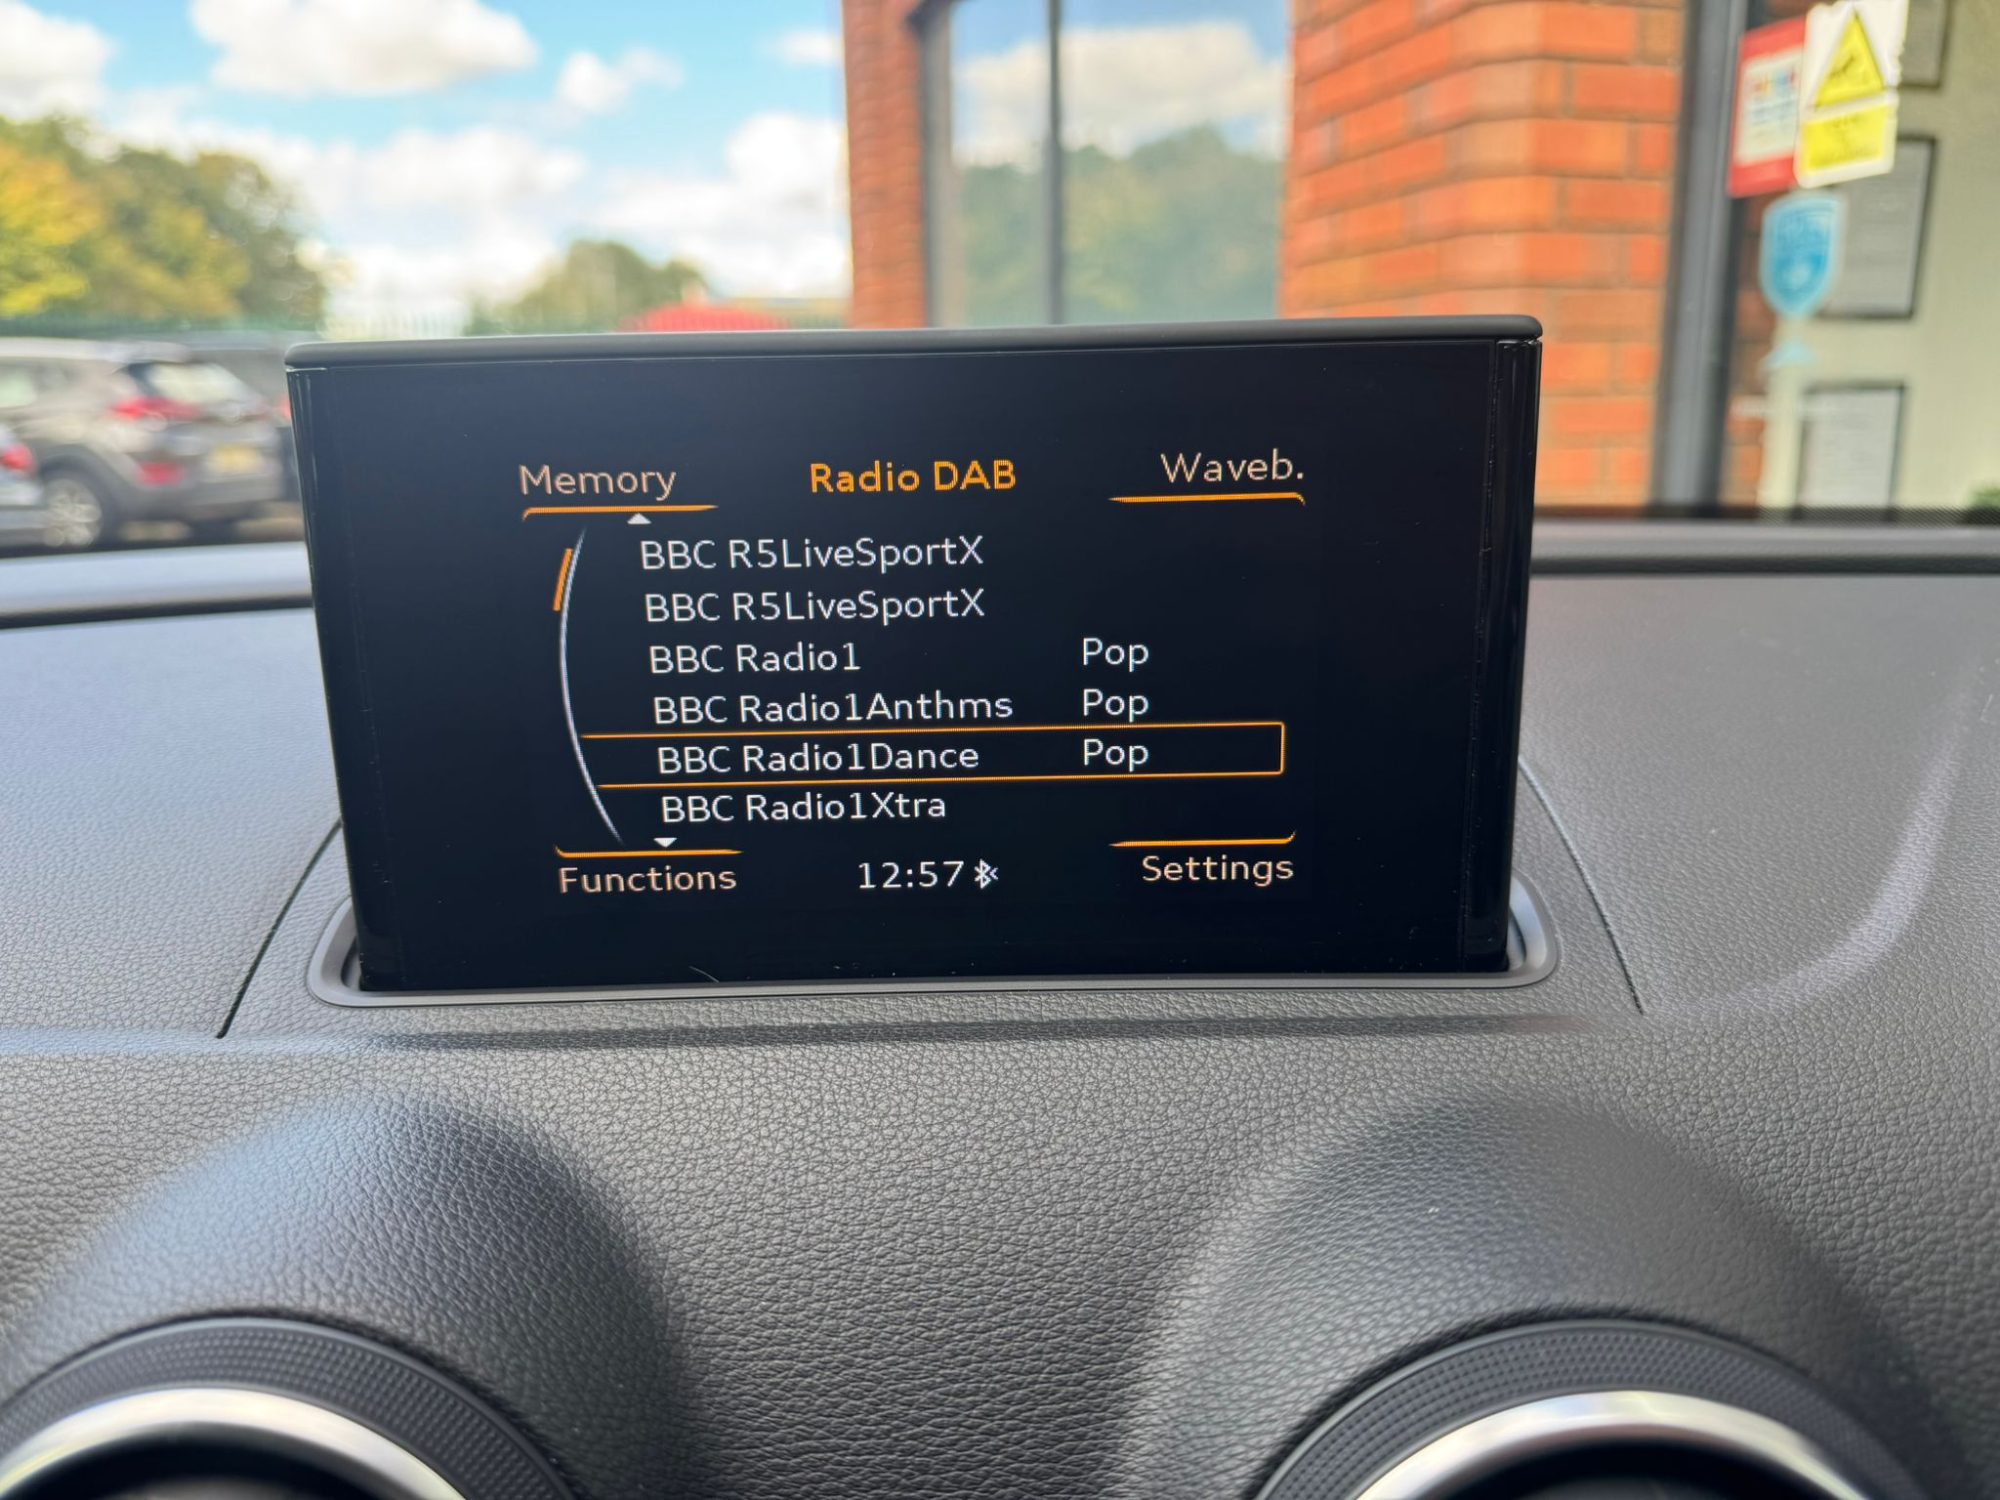 Memory Radio DAB Waveb.
BBC R5LiveSportX
BBC R5LiveSportX
BBC Radio1 Pop
BBC Radio1Anthms Pop
BBC Radio1Dance Pop
BBC Radio1Xtra
Functions 12:57 Settings